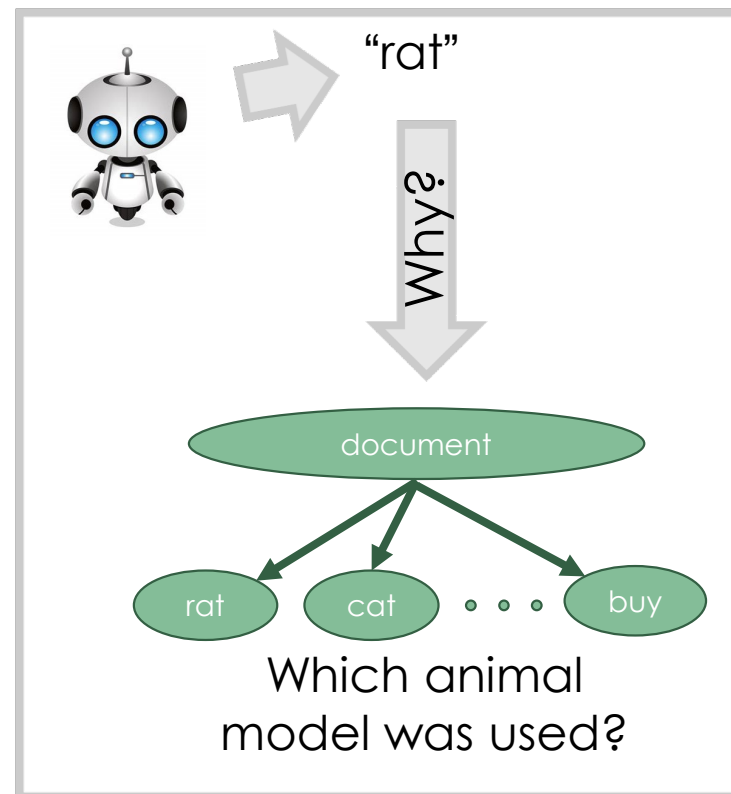 “rat”
Why?
document
rat
cat
buy
Which animal
model was used?